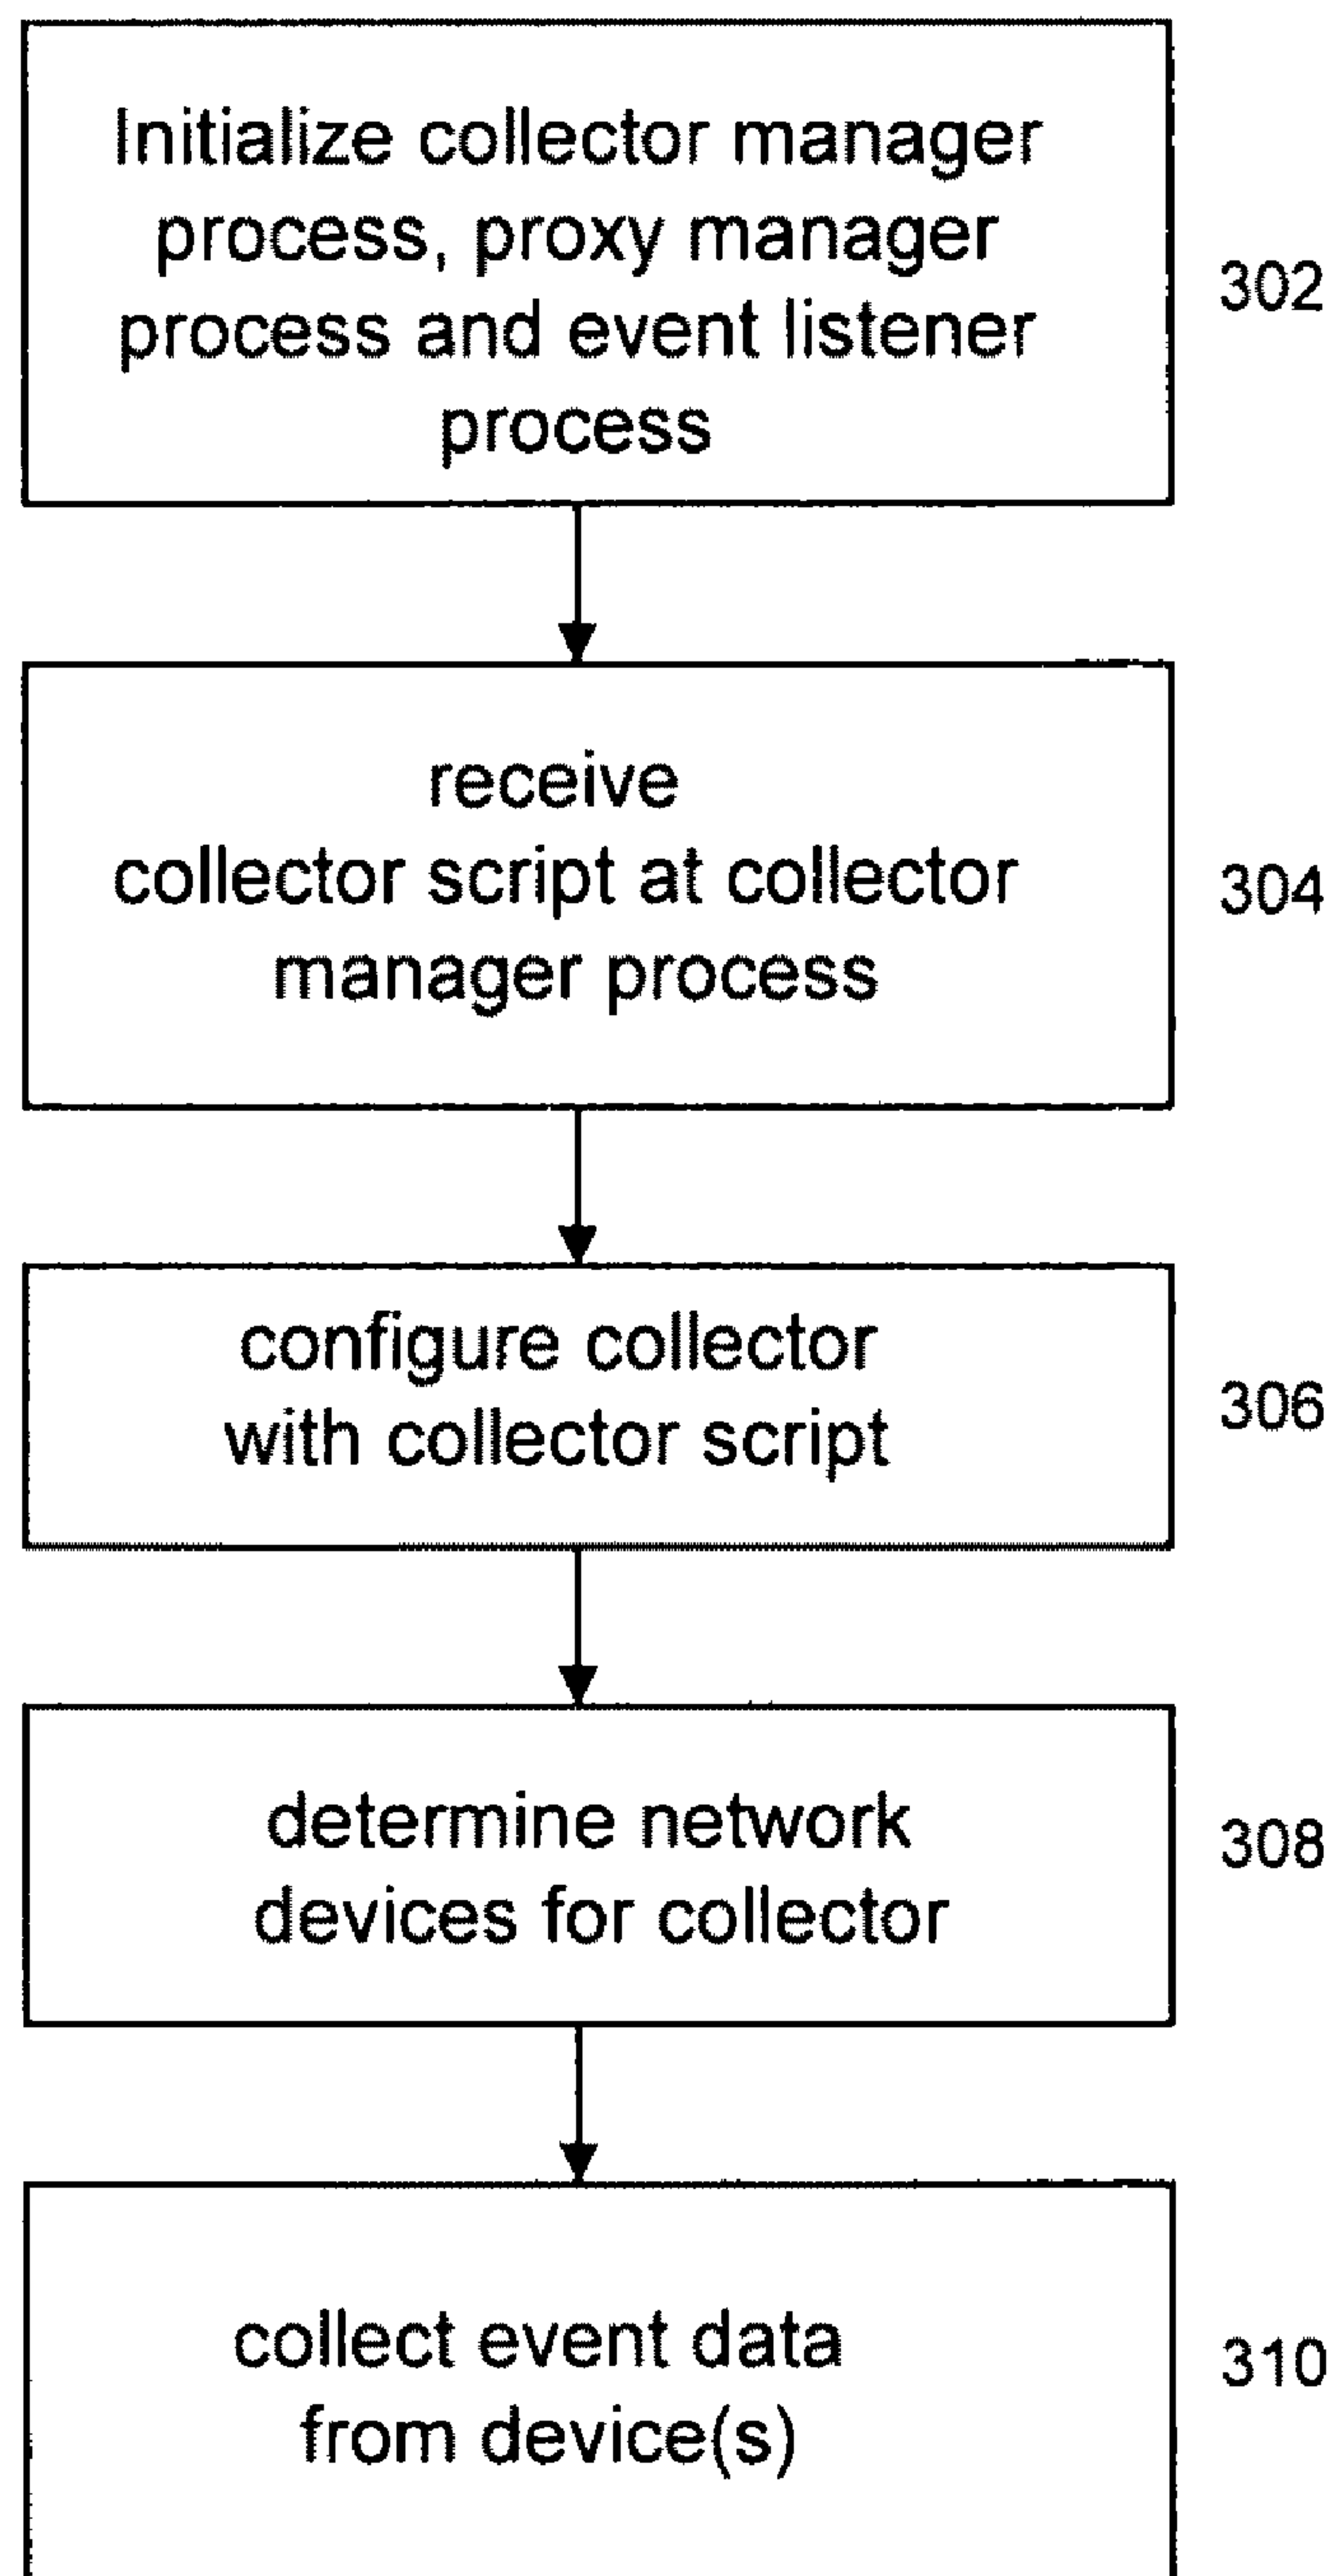 Initialize collector manager
process, proxy manager
process and event listener
process
302
receive
collector script at collector
manager process
304
configure collector
with collector script
306
determine network
devices for collector
308
collect event data
from device(s)
310